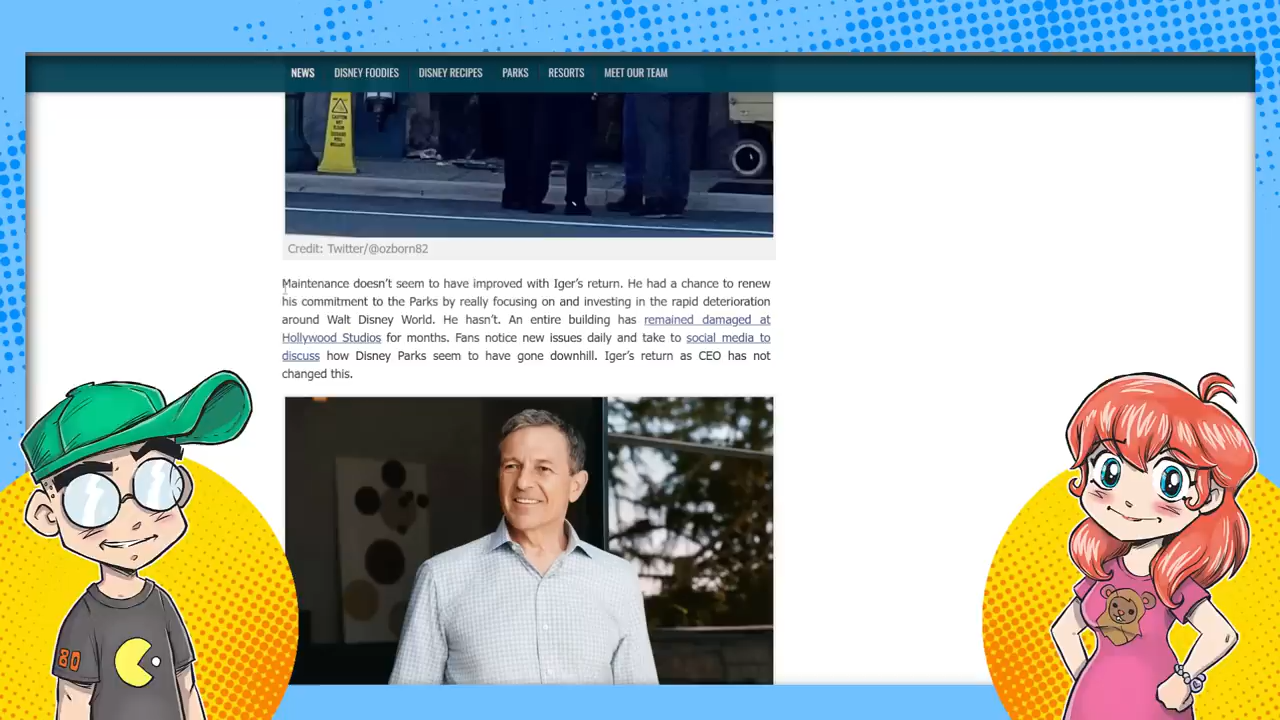 NEWS DISNEY FOODIES DISNEY RECIPES PARKS RESORTS MEET OUR TEAM
CAUTION
Credit: Twitter/@ozborn82
Maintenance doesn't seem to have improved with Iger's return. He had a chance to renew
his commitment to the Parks by really focusing on and investing in the rapid deterioration
around Walt Disney World. He hasn't. An entire building has remained damaged at
Hollywood Studios for months. Fans notice new issues daily and take to social media to
discuss how Disney Parks seem to have gone downhill. Iger's return as CEO has not
changed this.
80